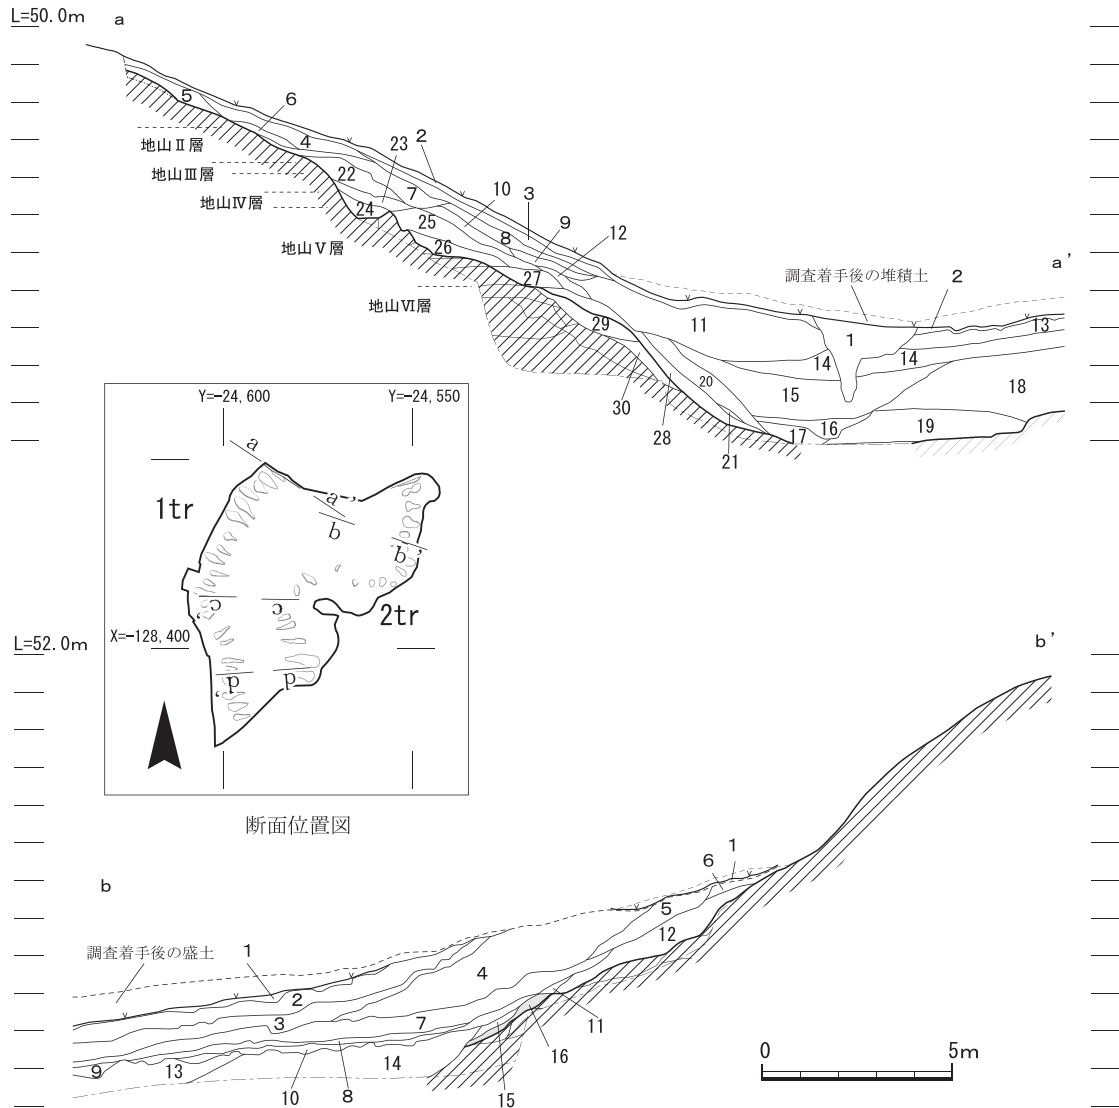 L=50.0m
a
5
6
4
23
2
地山Ⅱ層
地山Ⅲ層
22
7
10
3
地山Ⅳ層
24
25
9
12
地山Ⅴ層
26
8
27
a’
調査着手後の堆積土
2
地山Ⅵ層
29
11
1
13
14
14
30
28
20
15
18
21
17
16
19
Y=-24,600
Y=-24,550
a
1tr
a’
b
b’
c’
c
2tr
X=-128,400
d’
d
断面位置図
L=52.0m
b’
b
6
1
5
12
調査着手後の盛土
1
2
4
3
7
11
9
13
14
16
10
8
15
0
5m